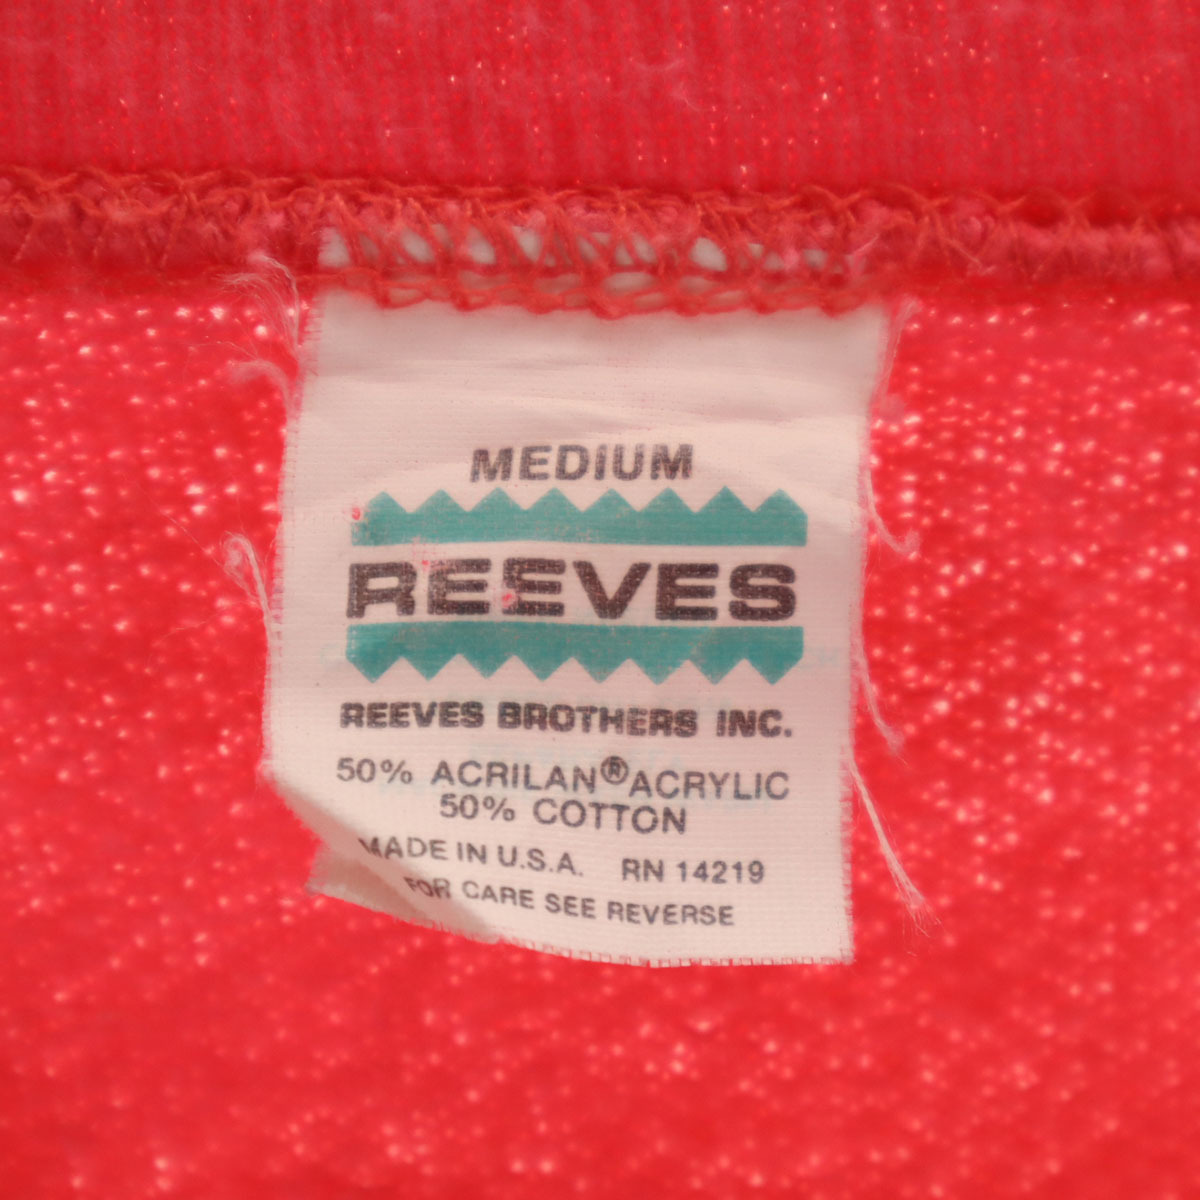 MEDIUM
REEVES
REEVES BROTHERS INC.
50% ACRILAN® ACRYLIC
50% COTTON
MADE IN U.S.A. RN 14219
FOR CARE SEE REVERSE